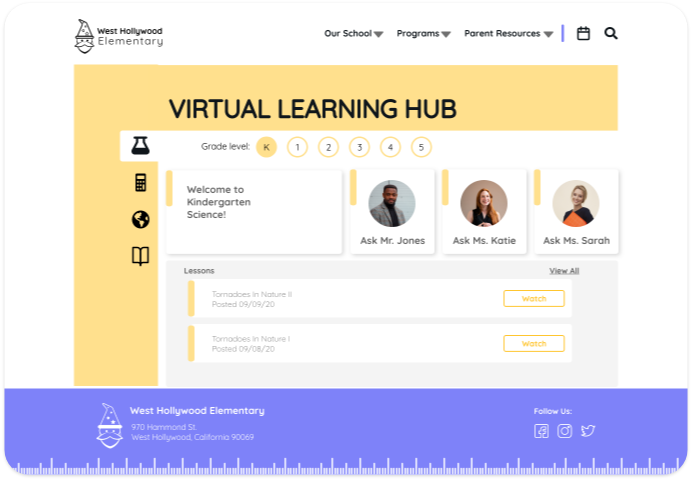 West Hollywood
Elementary
Our School
Programs
Parent Resources
VIRTUAL LEARNING HUB
Grade level:
K
1
2
3
4
5
Welcome to
Kindergarten
Science!
Ask Mr. Jones
Ask Ms. Katie
Ask Ms. Sarah
Lessons
View All
Tornadoes In Nature II
Posted 09/09/20
Watch
Tornadoes In Nature I
Posted 09/08/20
Watch
West Hollywood Elementary
970 Hammond St.
West Hollywood, California 90069
Follow Us: